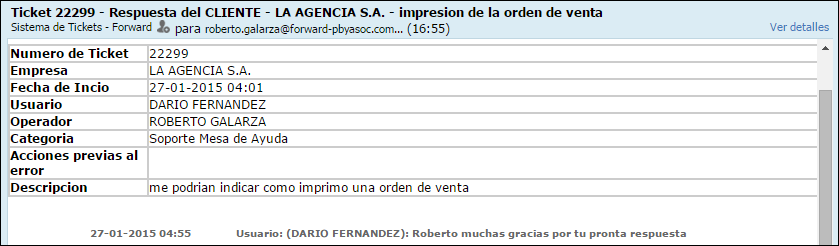 Ticket 22299 - Respuesta del CLIENTE - LA AGENCIA S.A. - impresion de la orden de venta
Sistema de Tickets - Forward para roberto.galarza@forward-pbyasoc.com... (16:55) Ver detalles
Numero de Ticket 22299
Empresa LA AGENCIA S.A.
Fecha de Incio 27-01-2015 04:01
Usuario DARIO FERNANDEZ
Operador ROBERTO GALARZA
Categoria Soporte Mesa de Ayuda
Acciones previas al
error
Descripcion me podrian indicar como imprimo una orden de venta
27-01-2015 04:55 Usuario: (DARIO FERNANDEZ): Roberto muchas gracias por tu pronta respuesta